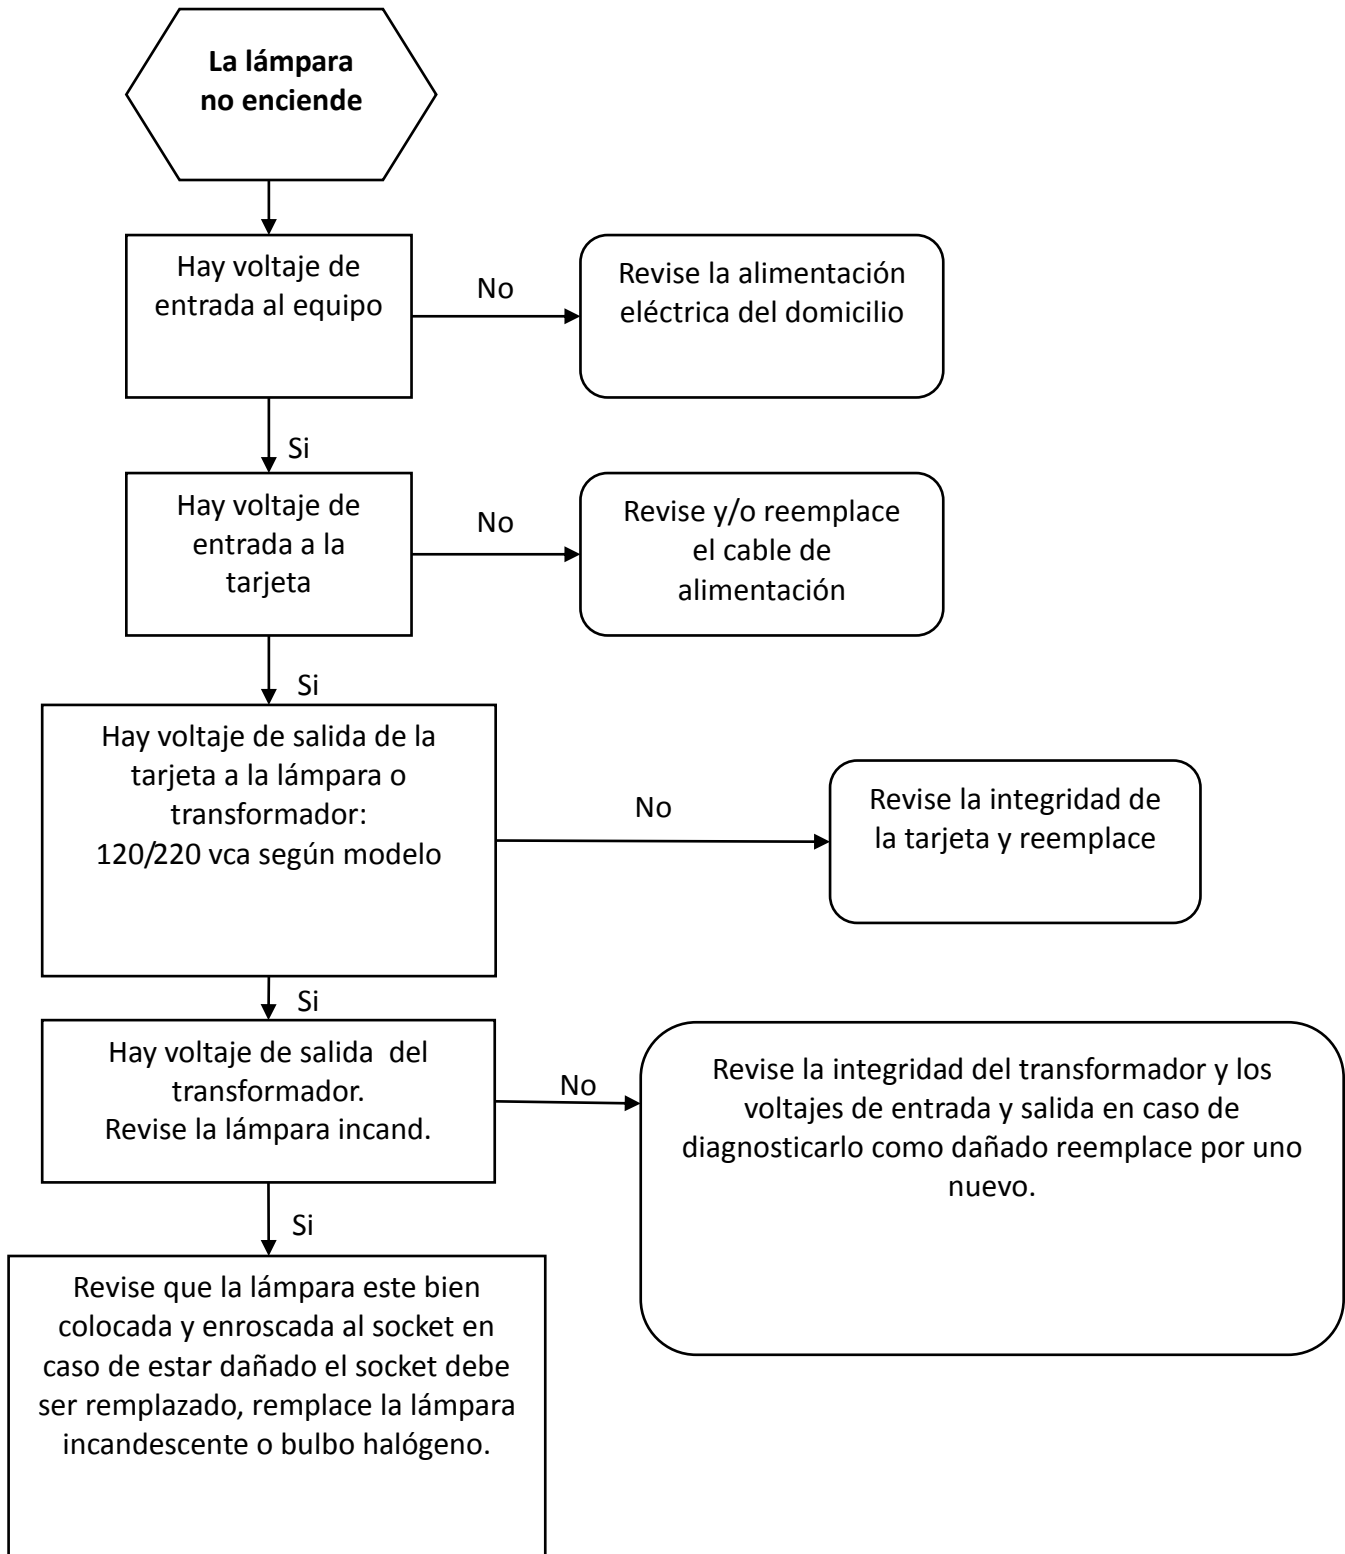 La lámpara
no enciende
Hay voltaje de
entrada al equipo
No
Revise la alimentación
eléctrica del domicilio
Si
Hay voltaje de
entrada a la
tarjeta
No
Revise y/o reemplace
el cable de
alimentación
Si
Hay voltaje de salida de la
tarjeta a la lámpara o
transformador:
120/220 vca según modelo
No
Revise la integridad de
la tarjeta y reemplace
Si
Hay voltaje de salida  del
transformador.
Revise la lámpara incand.
No
Revise la integridad del transformador y los
voltajes de entrada y salida en caso de
diagnosticarlo como dañado reemplace por uno
nuevo.
Si
Revise que la lámpara este bien
colocada y enroscada al socket en
caso de estar dañado el socket debe
ser remplazado, remplace la lámpara
incandescente o bulbo halógeno.